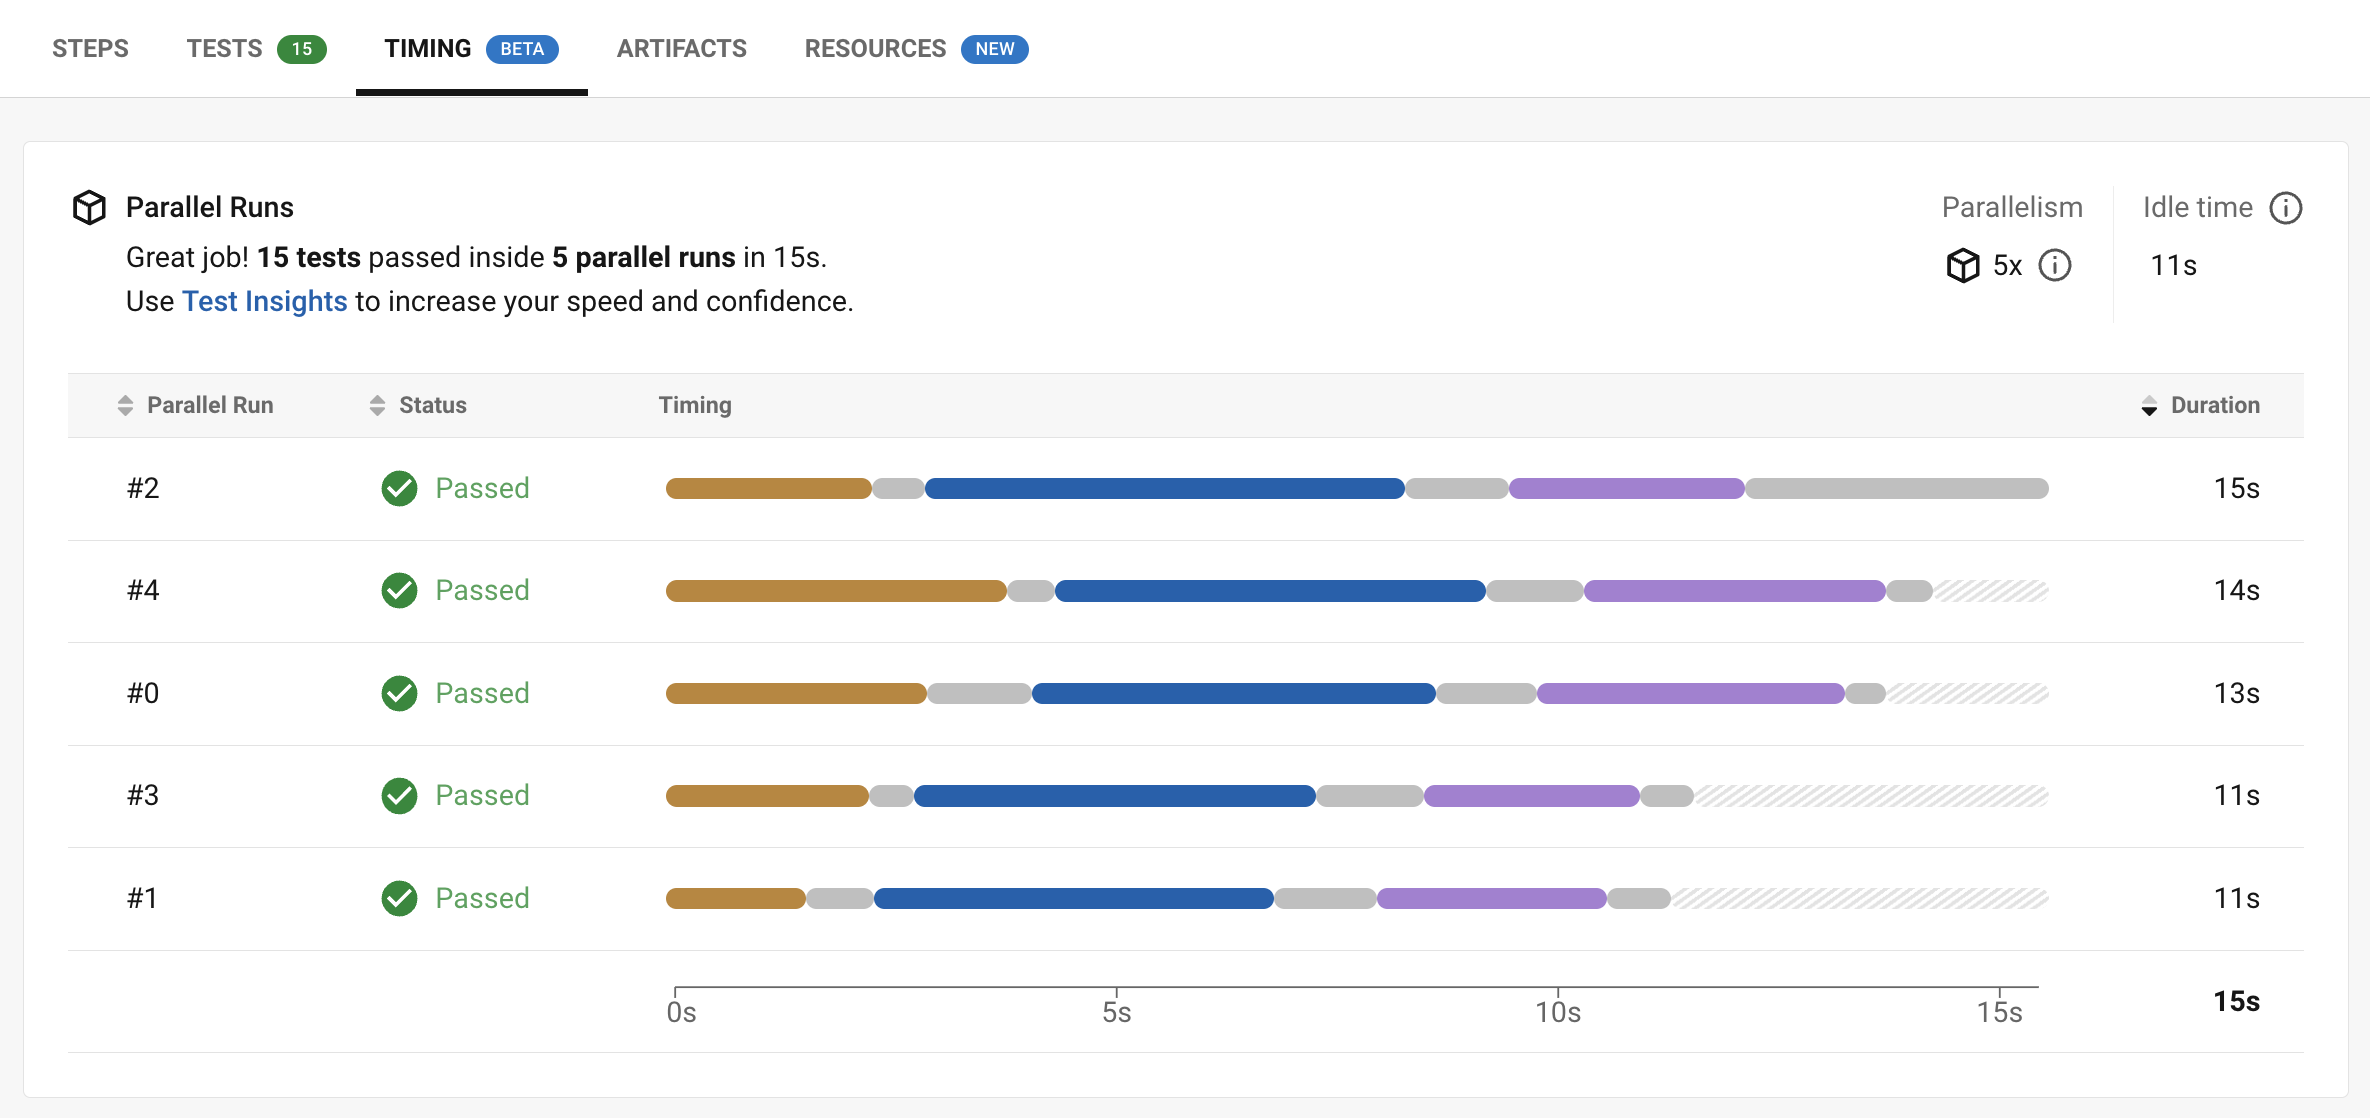 STEPS TESTS 15 TIMING BETA ARTIFACTS RESOURCES NEW
Parallel Runs
Great job! 15 tests passed inside 5 parallel runs in 15s.
Use Test Insights to increase your speed and confidence.
Parallelism
5x
Idle time
11s
Parallel Run Status Timing Duration
#2 Passed 15s
#4 Passed 14s
#0 Passed 13s
#3 Passed 11s
#1 Passed 11s
0s 5s 10s 15s 15s